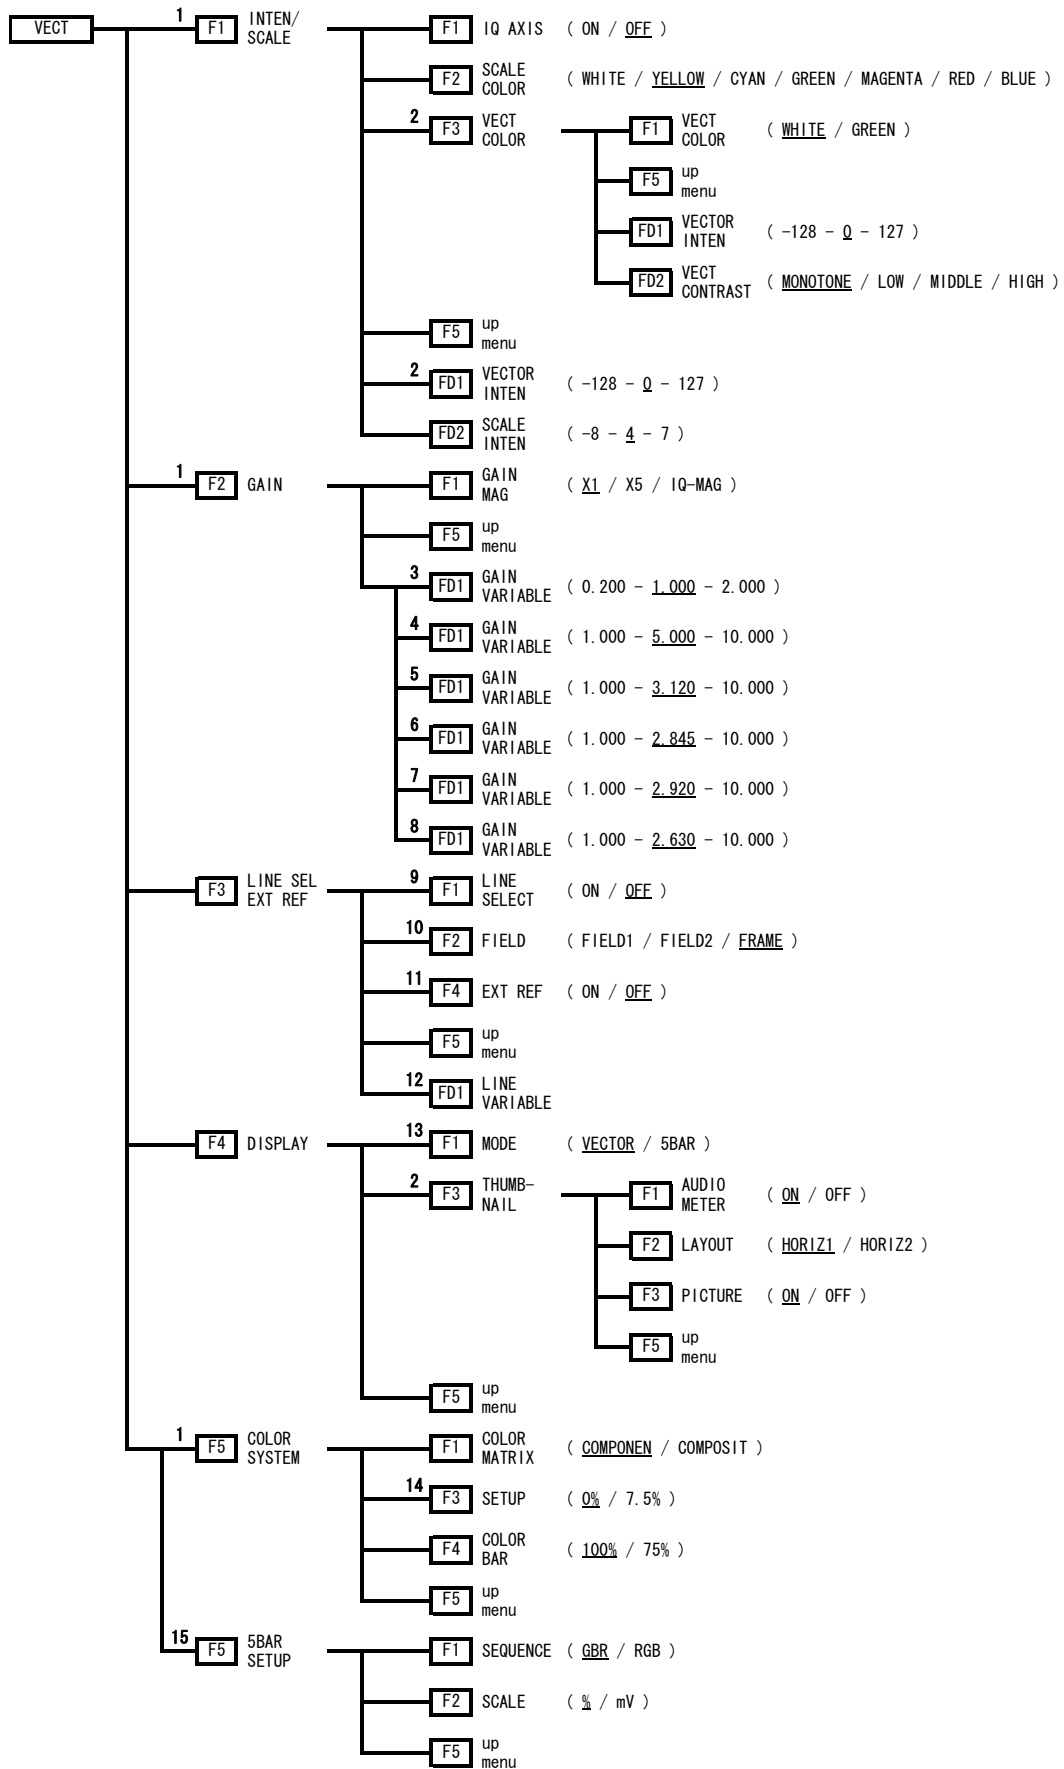 VECT
1 F1 INTEN/ SCALE
F1 IQ AXIS ( ON / OFF )
F2 SCALE COLOR ( WHITE / YELLOW / CYAN / GREEN / MAGENTA / RED / BLUE )
2 F3 VECT COLOR
F1 VECT COLOR ( WHITE / GREEN )
F5 up menu
FD1 VECTOR INTEN ( -128 - 0 - 127 )
FD2 VECT CONTRAST ( MONOTONE / LOW / MIDDLE / HIGH )
F5 up menu
2 FD1 VECTOR INTEN ( -128 - 0 - 127 )
FD2 SCALE INTEN ( -8 - 4 - 7 )
1 F2 GAIN
F1 GAIN MAG ( X1 / X5 / IQ-MAG )
F5 up menu
3 FD1 GAIN VARIABLE ( 0.200 - 1.000 - 2.000 )
4 FD1 GAIN VARIABLE ( 1.000 - 5.000 - 10.000 )
5 FD1 GAIN VARIABLE ( 1.000 - 3.120 - 10.000 )
6 FD1 GAIN VARIABLE ( 1.000 - 2.845 - 10.000 )
7 FD1 GAIN VARIABLE ( 1.000 - 2.920 - 10.000 )
8 FD1 GAIN VARIABLE ( 1.000 - 2.630 - 10.000 )
F3 LINE SEL EXT REF
9 F1 LINE SELECT ( ON / OFF )
10 F2 FIELD ( FIELD1 / FIELD2 / FRAME )
11 F4 EXT REF ( ON / OFF )
F5 up menu
12 FD1 LINE VARIABLE
F4 DISPLAY
13 F1 MODE ( VECTOR / 5BAR )
2 F3 THUMB- NAIL
F1 AUDIO METER ( ON / OFF )
F2 LAYOUT ( HORIZ1 / HORIZ2 )
F3 PICTURE ( ON / OFF )
F5 up menu
F5 up menu
1 F5 COLOR SYSTEM
F1 COLOR MATRIX ( COMPONEN / COMPOSIT )
14 F3 SETUP ( 0% / 7.5% )
F4 COLOR BAR ( 100% / 75% )
F5 up menu
15 F5 5BAR SETUP
F1 SEQUENCE ( GBR / RGB )
F2 SCALE ( % / mV )
F5 up menu